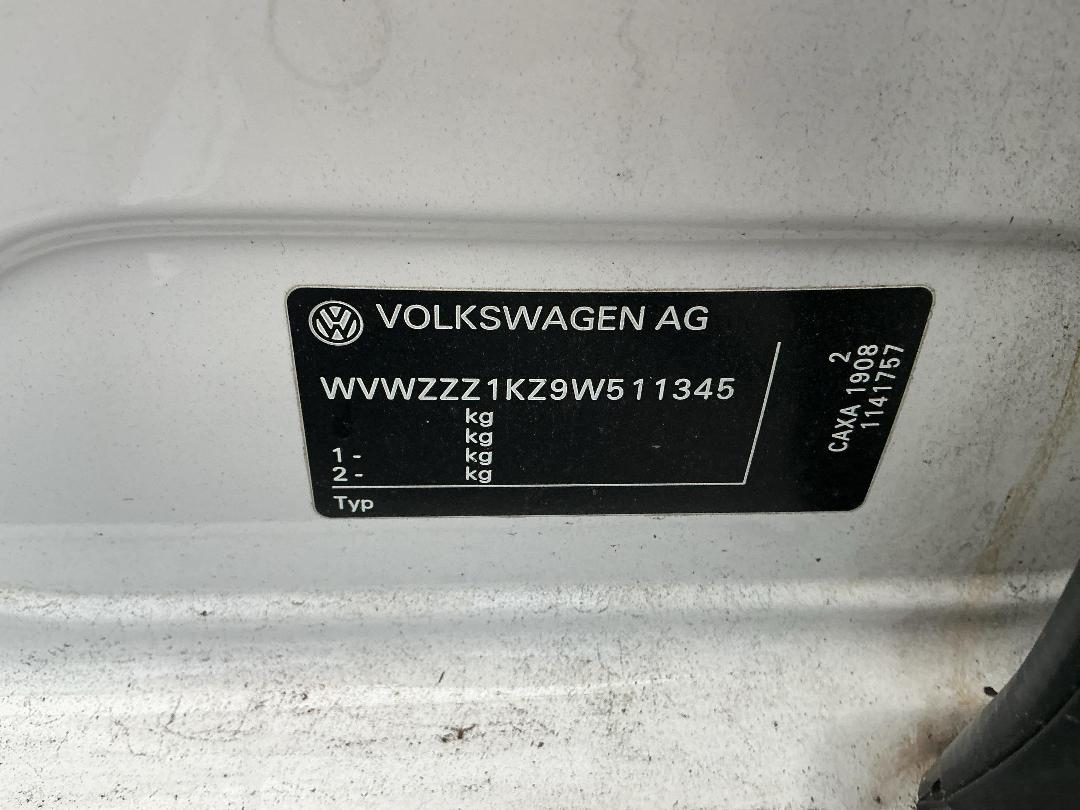 VOLKSWAGEN AG
WVWZZZ1KZ9W511345
kg
kg
1 - kg
2 - kg
Typ
2
CAXA 1908
1141757